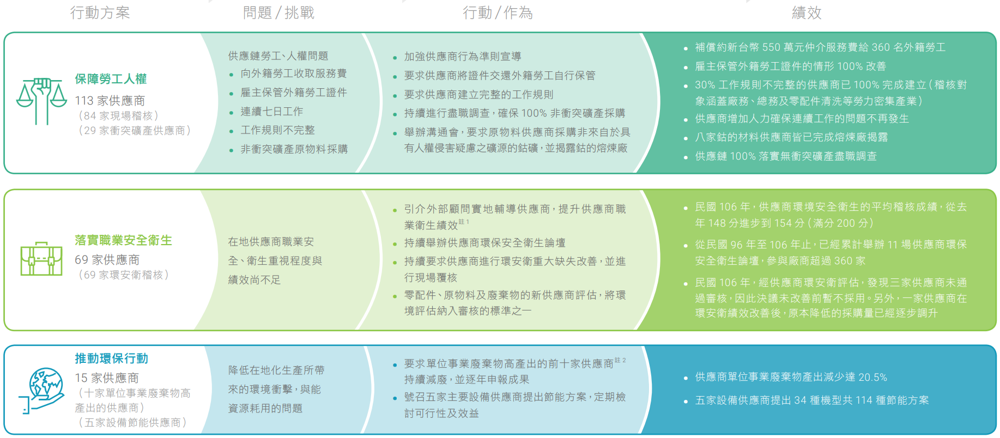 行動方案
問題／挑戰
行動／作為
績效
保障勞工人權
113 家供應商
（84 家現場稽核）
（29 家衝突礦產供應商）
供應鏈勞工、人權問題
• 向外籍勞工收取服務費
• 雇主保管外籍勞工證件
• 連續七日工作
• 工作規則不完整
• 非衝突礦產原物料採購
• 加強供應商行為準則宣導
• 要求供應商將證件交還外籍勞工自行保管
• 要求供應商建立完整的工作規則
• 持續進行盡職調查，確保 100% 非衝突礦產採購
• 舉辦溝通會，要求原物料供應商採購非來自於具
有人權侵害疑慮之礦源的鈷礦，並揭露鈷的熔煉廠
• 補償約新台幣 550 萬元仲介服務費給 360 名外籍勞工
• 雇主保管外籍勞工證件的情形 100% 改善
• 30% 工作規則不完整的供應商已 100% 完成建立（稽核對
象涵蓋廠務、總務及零配件清洗等勞力密集產業）
• 供應商增加人力確保連續工作的問題不再發生
• 八家鈷的材料供應商皆已完成熔煉廠揭露
• 供應鏈 100% 落實無衝突礦產盡職調查
落實職業安全衛生
69 家供應商
（69 家環安衛稽核）
在地供應商職業安
全、衛生重視程度與
績效尚不足
• 引介外部顧問實地輔導供應商，提升供應商職
業衛生績效註 1
• 持續舉辦供應商環保安全衛生論壇
• 持續要求供應商進行環安衛重大缺失改善，並進
行現場覆核
• 零配件、原物料及廢棄物的新供應商評估，將環
境評估納入審核的標準之一
• 民國 106 年，供應商環境安全衛生的平均稽核成績，從去
年 148 分進步到 154 分（滿分 200 分）
• 從民國 96 年至 106 年止，已經累計舉辦 11 場供應商環保
安全衛生論壇，參與廠商超過 360 家
• 民國 106 年，經供應商環安衛評估，發現三家供應商未通
過審核，因此決議未改善前暫不採用。另外，一家供應商在
環安衛績效改善後，原本降低的採購量已經逐步調升
推動環保行動
15 家供應商
（十家單位事業廢棄物高
產出的供應商）
（五家設備節能供應商）
降低在地化生產所帶
來的環境衝擊，與能
資源耗用的問題
• 要求單位事業廢棄物高產出的前十家供應商註 2
持續減廢，並逐年申報成果
• 號召五家主要設備供應商提出節能方案，定期檢
討可行性及效益
• 供應商單位事業廢棄物產出減少達 20.5%
• 五家設備供應商提出 34 種機型共 114 種節能方案